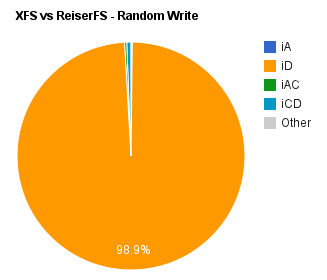 XFS vs ReiserFS - Random Write
iA
iD
iAC
iCD
Other
98.9%